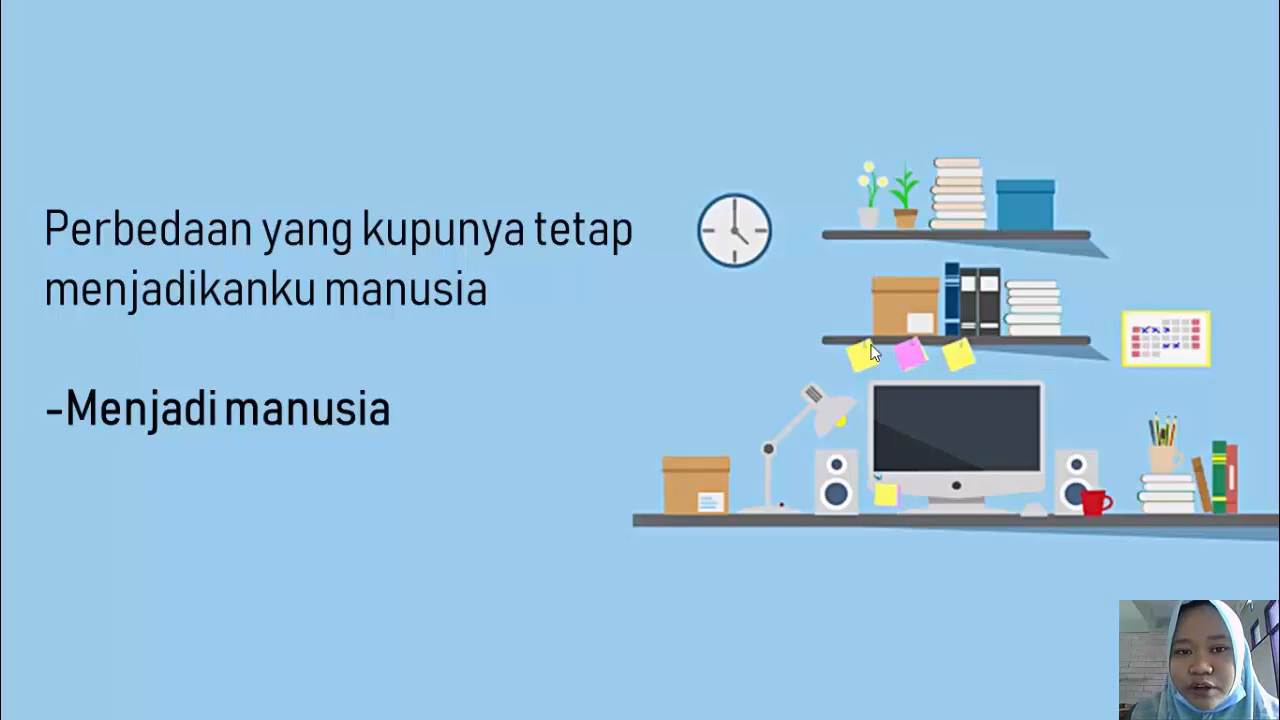 Perbedaan yang kupunya tetap
menjadikanku manusia
-Menjadi manusia